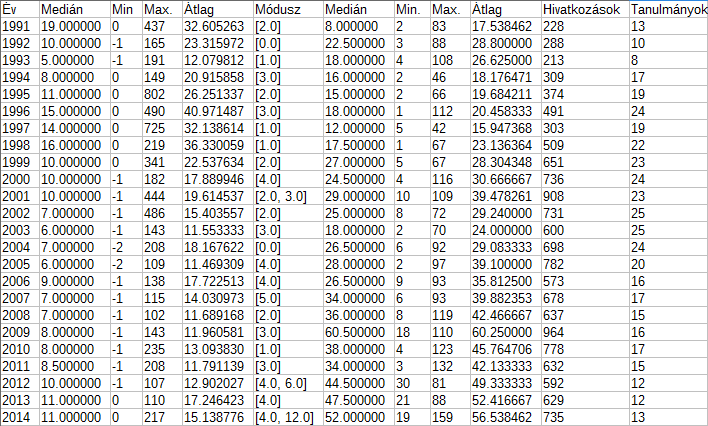 Év Medián Min Max. Átlag Módusz Medián Min. Max. Átlag Hivatkozások Tanulmányok
1991 19.000000 0 437 32.605263 [2.0] 8.000000 2 83 17.538462 228 13
1992 10.000000 -1 165 23.315972 [0.0] 22.500000 3 88 28.800000 288 10
1993 5.000000 -1 191 12.079812 [1.0] 18.000000 4 108 26.625000 213 8
1994 8.000000 0 149 20.915858 [3.0] 16.000000 2 46 18.176471 309 17
1995 11.000000 0 802 26.251337 [2.0] 15.000000 2 66 19.684211 374 19
1996 15.000000 0 490 40.971487 [3.0] 18.000000 1 112 20.458333 491 24
1997 14.000000 0 725 32.138614 [1.0] 12.000000 5 42 15.947368 303 19
1998 16.000000 0 219 36.330059 [1.0] 17.500000 1 67 23.136364 509 22
1999 10.000000 0 341 22.537634 [2.0] 27.000000 5 67 28.304348 651 23
2000 10.000000 -1 182 17.889946 [4.0] 24.500000 4 116 30.666667 736 24
2001 10.000000 -1 444 19.614537 [2.0, 3.0] 29.000000 10 109 39.478261 908 23
2002 7.000000 -1 486 15.403557 [2.0] 25.000000 8 72 29.240000 731 25
2003 6.000000 -1 143 11.553333 [3.0] 18.000000 2 70 24.000000 600 25
2004 7.000000 -2 208 18.167622 [0.0] 26.500000 6 92 29.083333 698 24
2005 6.000000 -2 109 11.469309 [4.0] 28.000000 2 97 39.100000 782 20
2006 9.000000 -1 138 17.722513 [4.0] 26.500000 9 93 35.812500 573 16
2007 7.000000 -1 115 14.030973 [5.0] 34.000000 6 93 39.882353 678 17
2008 7.000000 -1 102 11.689168 [2.0] 36.000000 8 119 42.466667 637 15
2009 8.000000 -1 143 11.960581 [3.0] 60.500000 18 110 60.250000 964 16
2010 8.000000 -1 235 13.093830 [1.0] 38.000000 4 123 45.764706 778 17
2011 8.500000 -1 208 11.791139 [3.0] 34.000000 3 132 42.133333 632 15
2012 10.000000 -1 107 12.902027 [4.0, 6.0] 44.500000 30 81 49.333333 592 12
2013 11.000000 0 110 17.246423 [4.0] 47.500000 21 88 52.416667 629 12
2014 11.000000 0 217 15.138776 [4.0, 12.0] 52.000000 19 159 56.538462 735 13